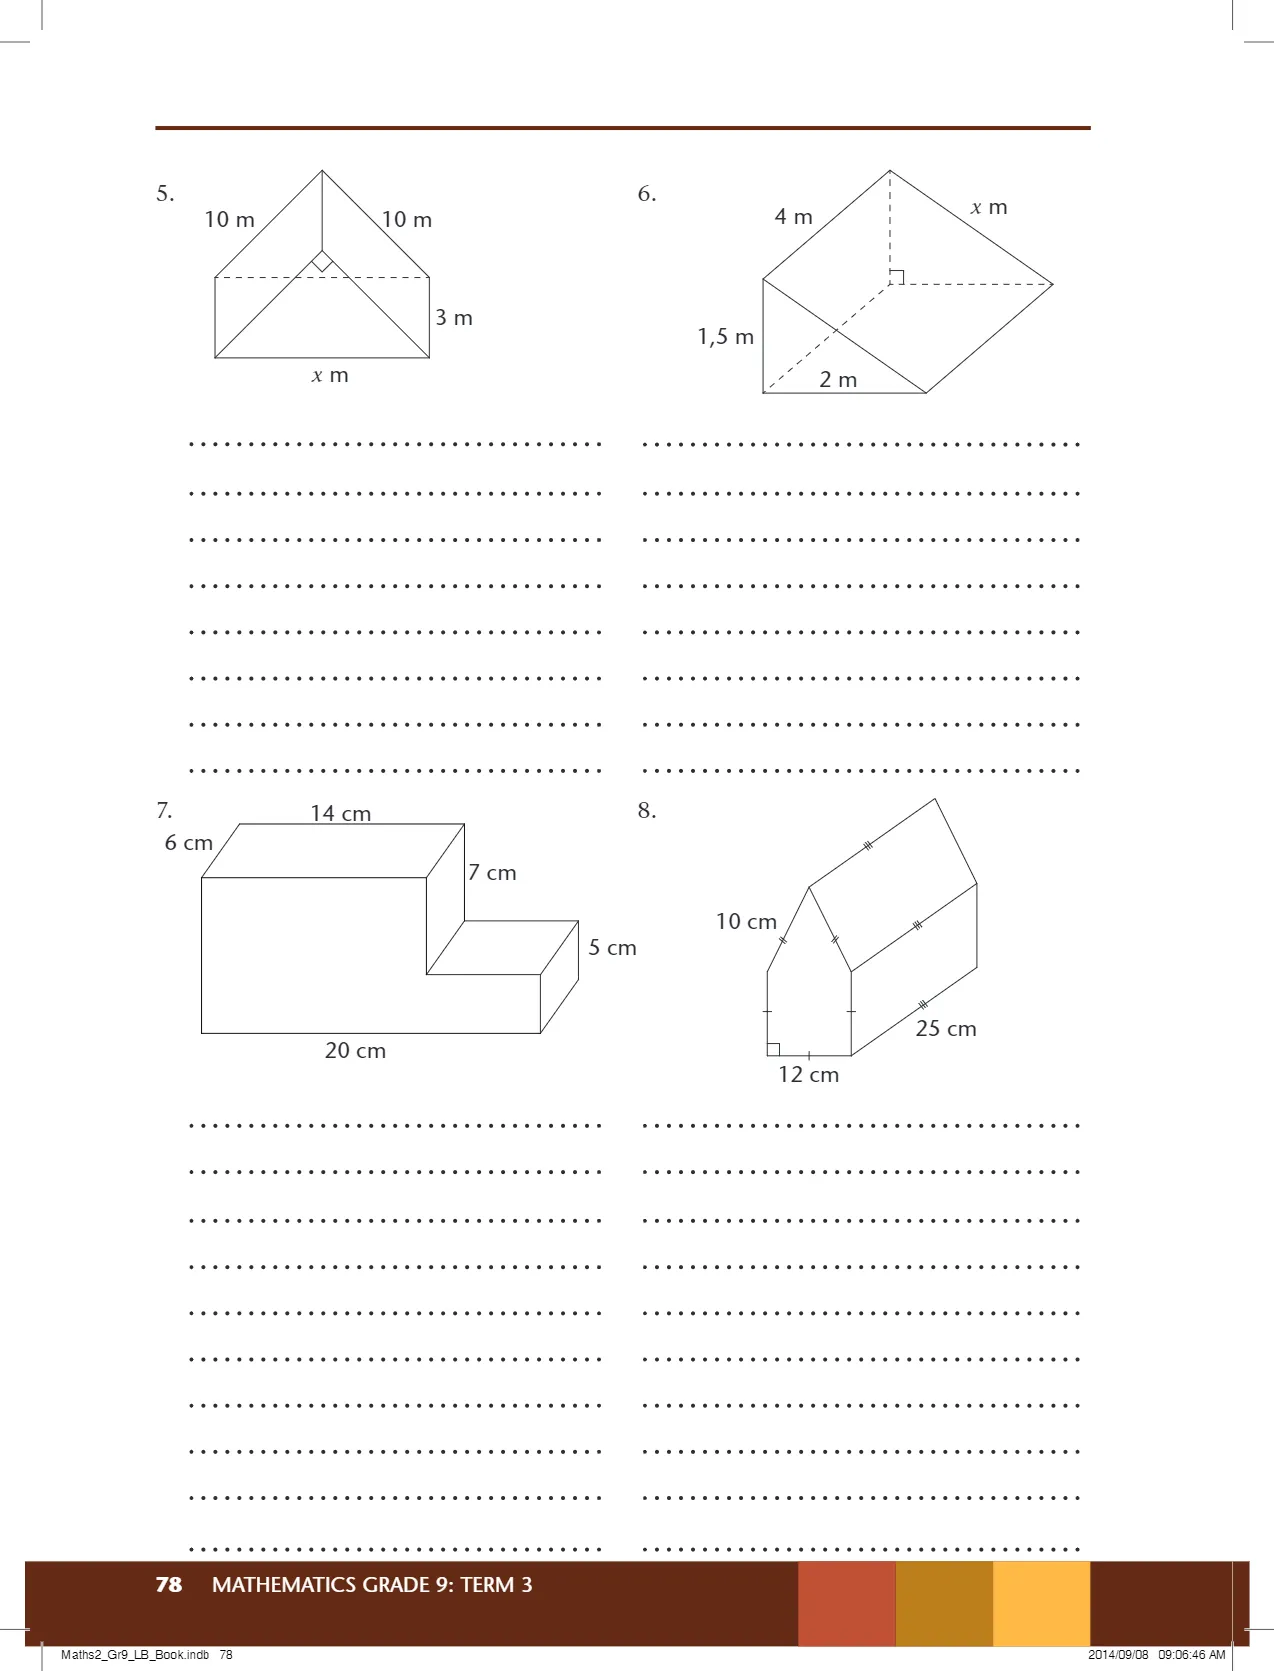 5.
10 m
10 m
3 m
x m
6.
4 m
x m
1,5 m
2 m
7.
14 cm
6 cm
7 cm
5 cm
20 cm
8.
10 cm
25 cm
12 cm
78 MATHEMATICS GRADE 9: TERM 3
Maths2_Gr9_LB_Book.indb 78
2014/09/08 09:06:46 AM